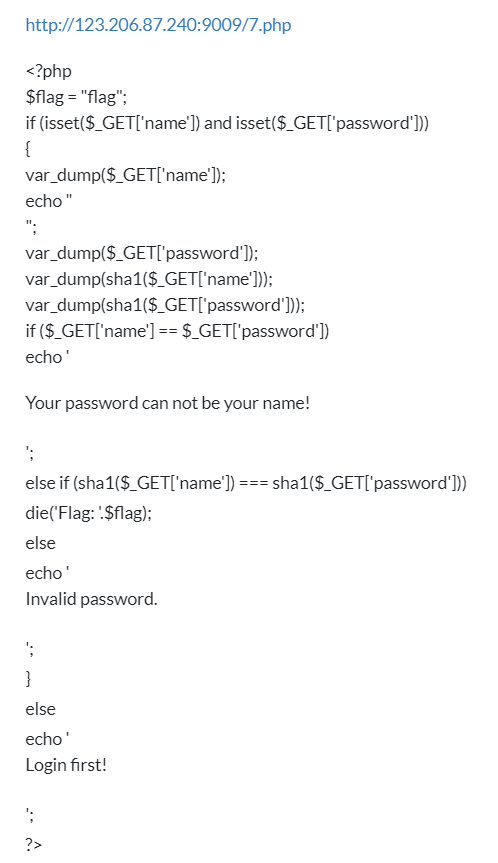 http://123.206.87.240:9009/7.php
<?php
$flag = "flag";
if (isset($_GET['name']) and isset($_GET['password']))
{
var_dump($_GET['name']);
echo "
";
var_dump($_GET['password']);
var_dump(sha1($_GET['name']));
var_dump(sha1($_GET['password']));
if ($_GET['name'] == $_GET['password'])
echo '
Your password can not be your name!
';
else if (sha1($_GET['name']) === sha1($_GET['password']))
die('Flag: '.$flag);
else
echo '
Invalid password.
';
}
else
echo '
Login first!
';
?>